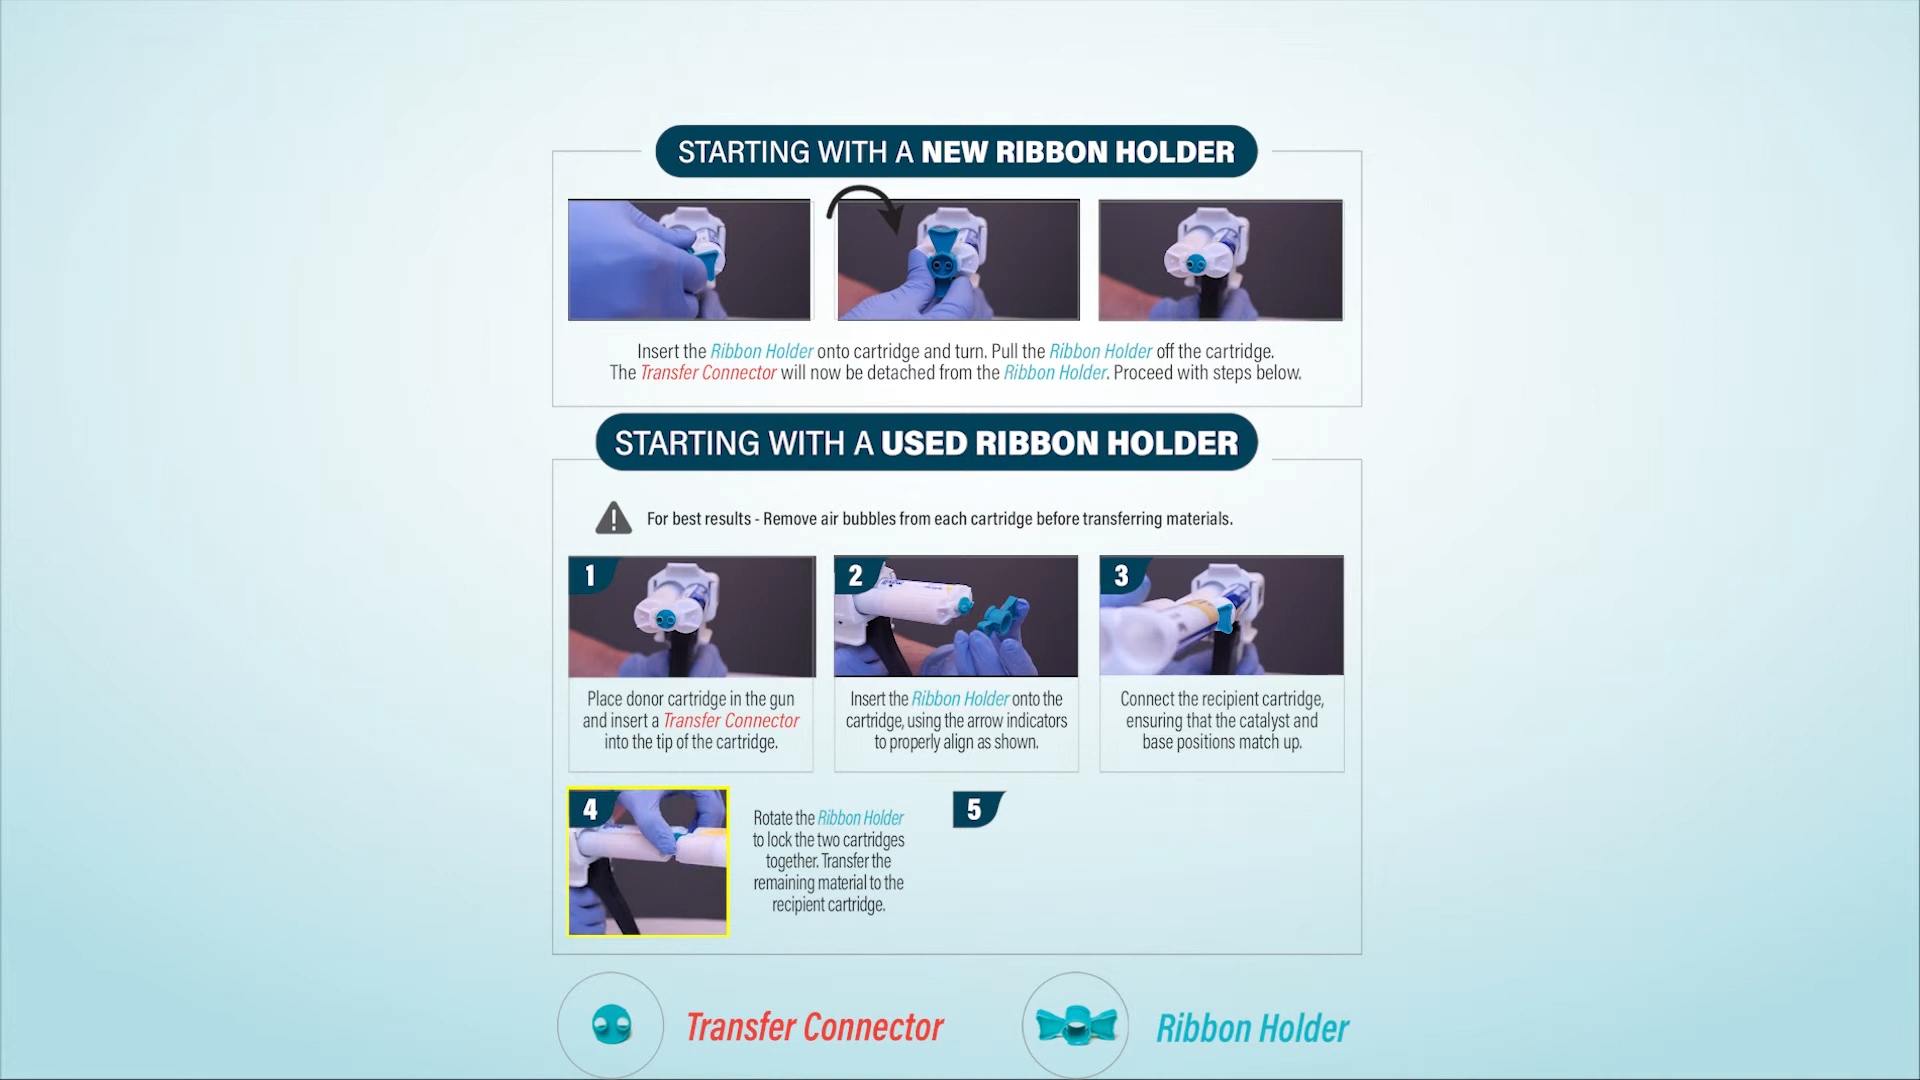 STARTING WITH A NEW RIBBON HOLDER
Insert the Ribbon Holder onto cartridge and turn. Pull the Ribbon Holder off the cartridge.
The Transfer Connector will now be detached from the Ribbon Holder. Proceed with steps below.
STARTING WITH A USED RIBBON HOLDER
For best results - Remove air bubbles from each cartridge before transferring materials.
1
Place donor cartridge in the gun
and insert a Transfer Connector
into the tip of the cartridge.
2
Insert the Ribbon Holder onto the
cartridge, using the arrow indicators
to properly align as shown.
3
Connect the recipient cartridge,
ensuring that the catalyst and
base positions match up.
4
Rotate the Ribbon Holder
to lock the two cartridges
together. Transfer the
remaining material to the
recipient cartridge.
5
Transfer Connector
Ribbon Holder